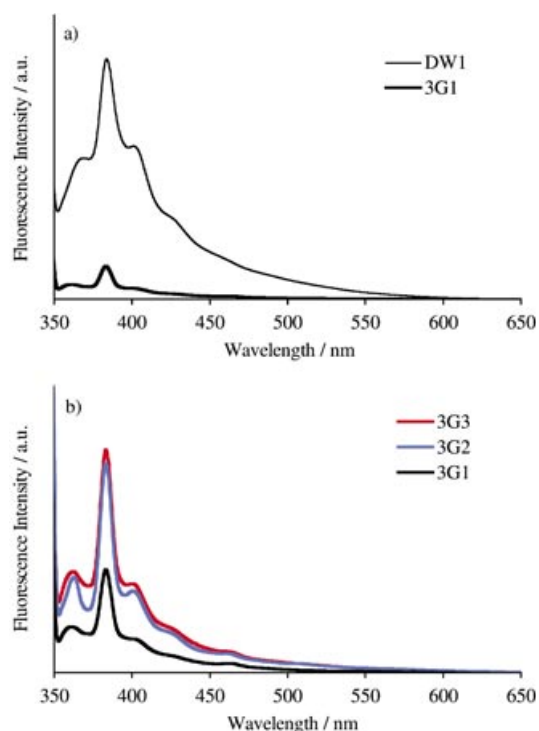 a)
DW1
3G1
Fluorescence Intensity / a.u.
350 400 450 500 550 600 650
Wavelength / nm
b)
3G3
3G2
3G1
Fluorescence Intensity / a.u.
350 400 450 500 550 600 650
Wavelength / nm